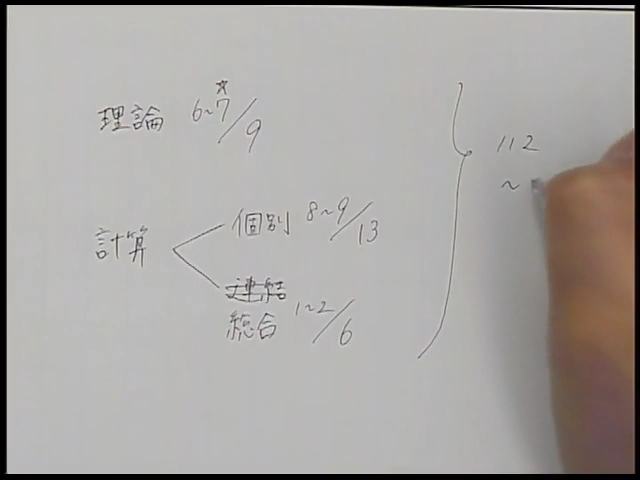 理論 6~7☆/9
計算
個別 8~9/13
連結
総合 1~2/6
112
~